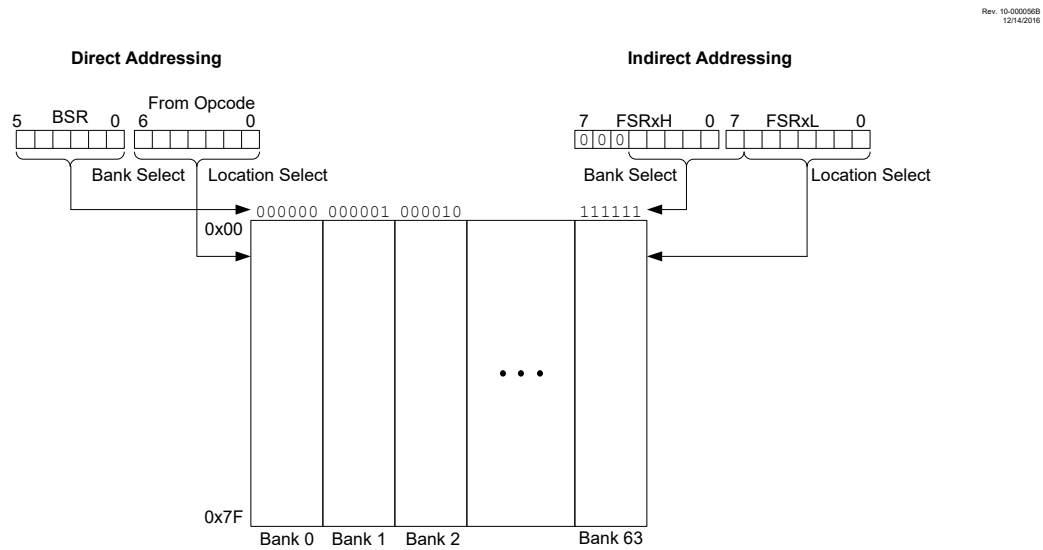 Rev. 10-000056B
12/14/2016
Direct Addressing
Indirect Addressing
From Opcode
5 BSR 0 6 0
7 FSRxH 0 7 FSRxL 0
0 0 0
Bank Select Location Select
Bank Select Location Select
000000 000001 000010 111111
0x00
• • •
0x7F
Bank 0 Bank 1 Bank 2 Bank 63